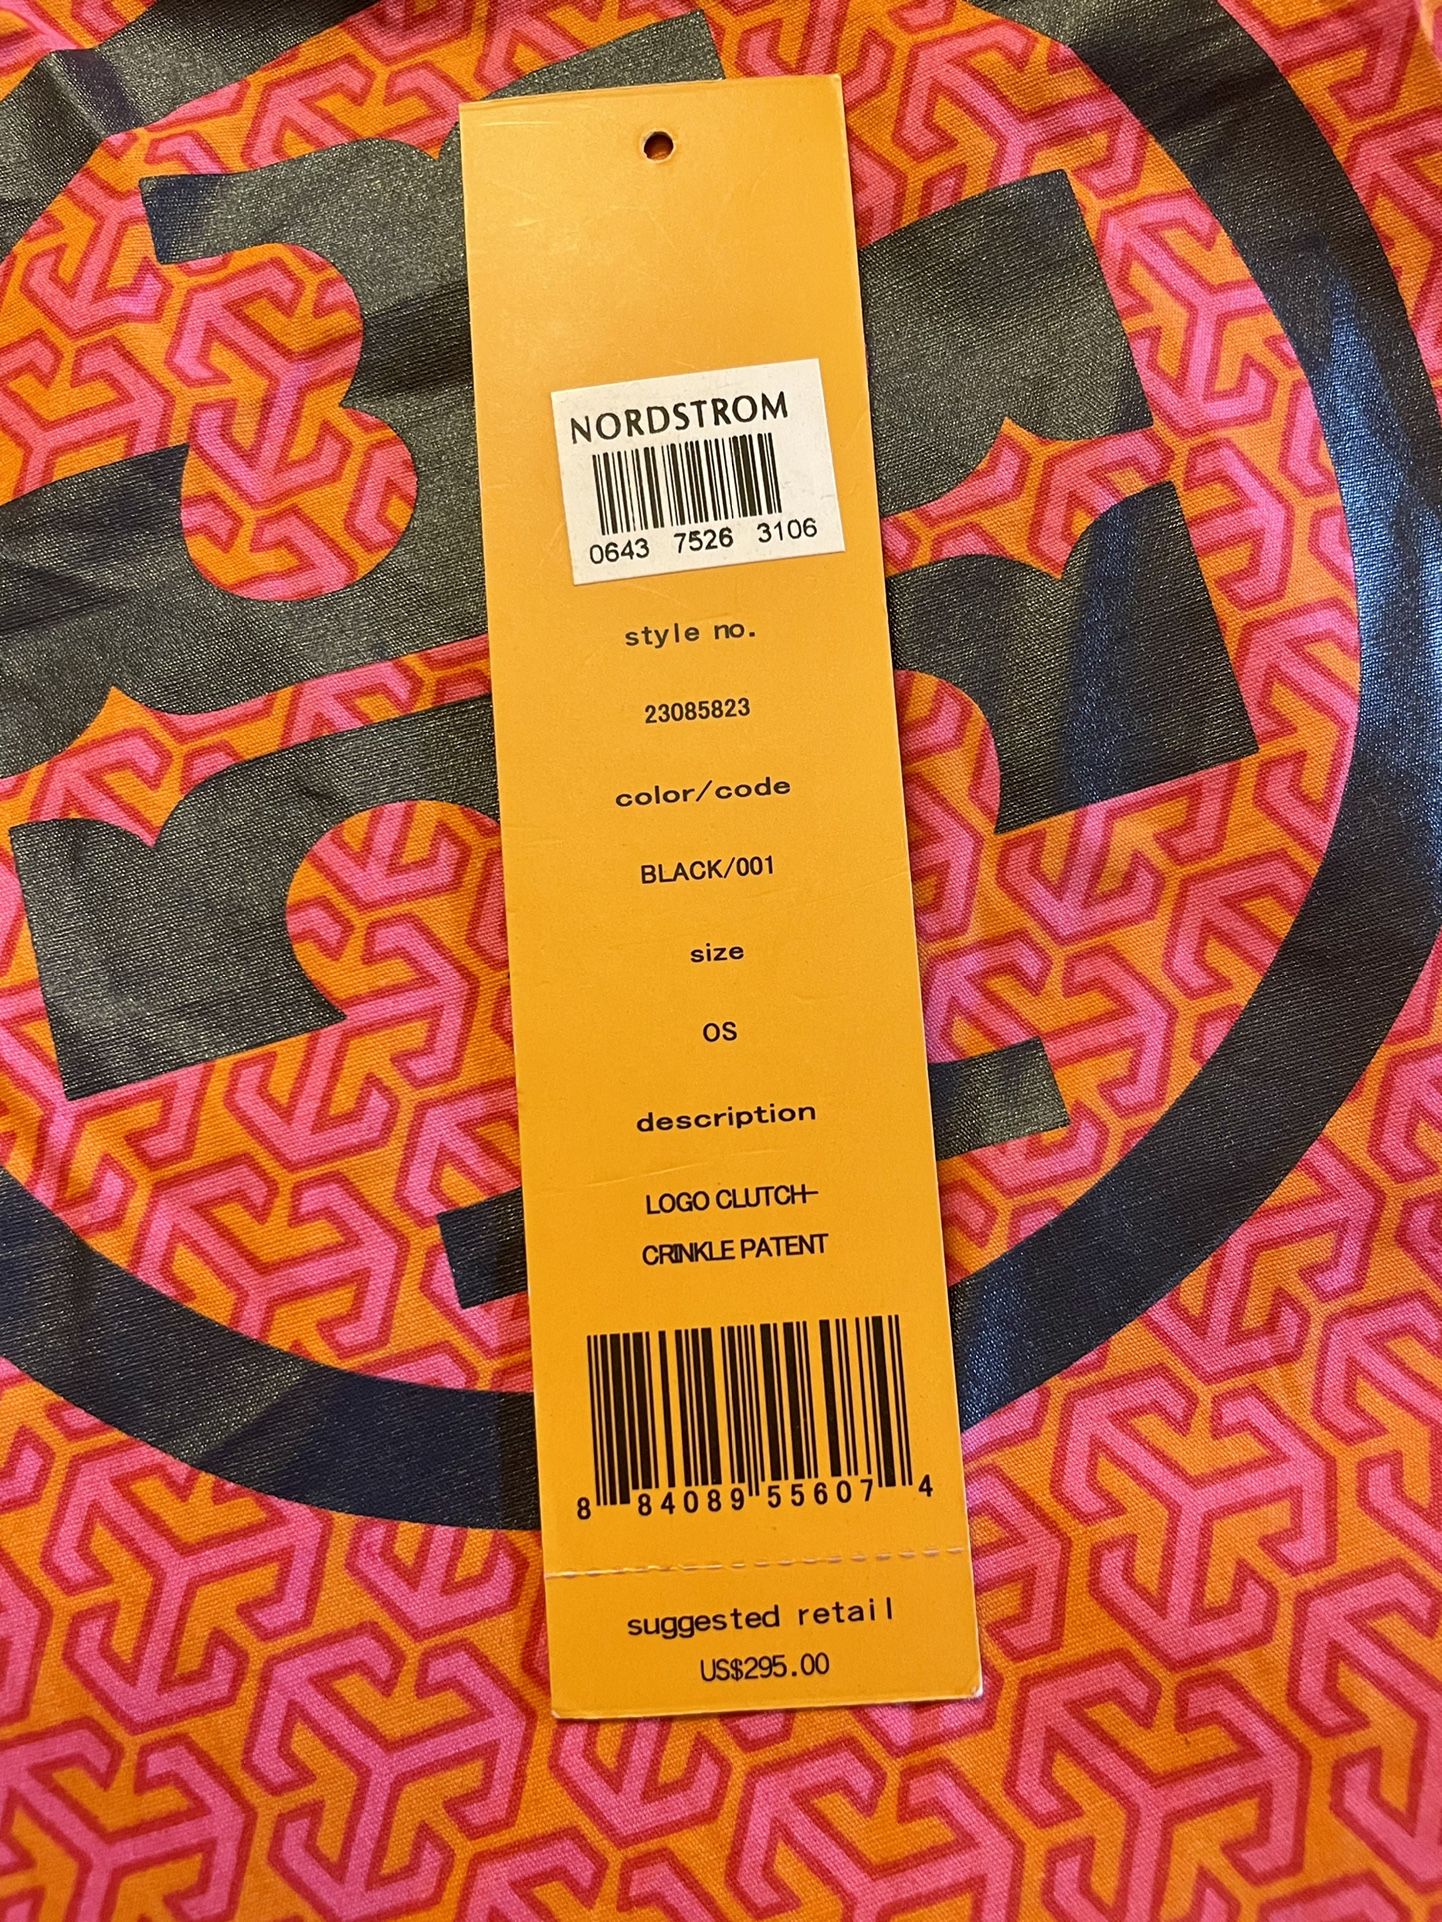 NORDSTROM
0643 7526 3106
style no.
23085823
color/code
BLACK/001
size
OS
description
LOGO CLUTCH-
CRINKLE PATENT
8 84089 55607 4
suggested retail
US$295.00